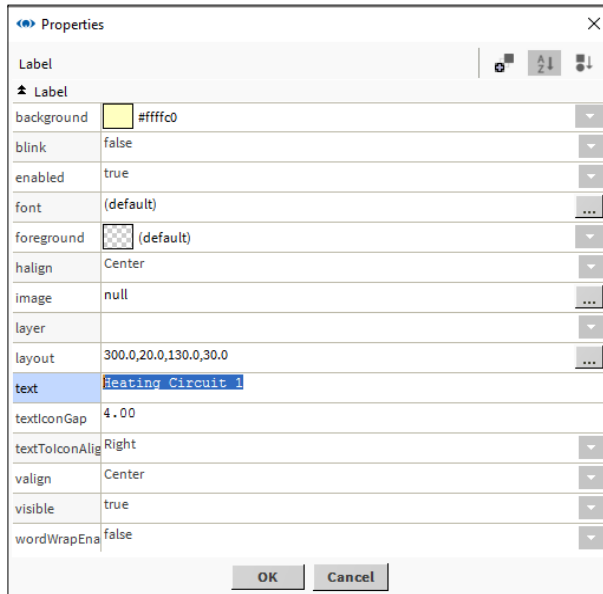 Properties
Label
Label
background #ffffc0
blink false
enabled true
font (default) ...
foreground (default)
halign Center
image null ...
layer
layout 300.0,20.0,130.0,30.0 ...
text Heating Circuit 1
textIconGap 4.00
textToIconAlig Right
valign Center
visible true
wordWrapEna false
OK Cancel